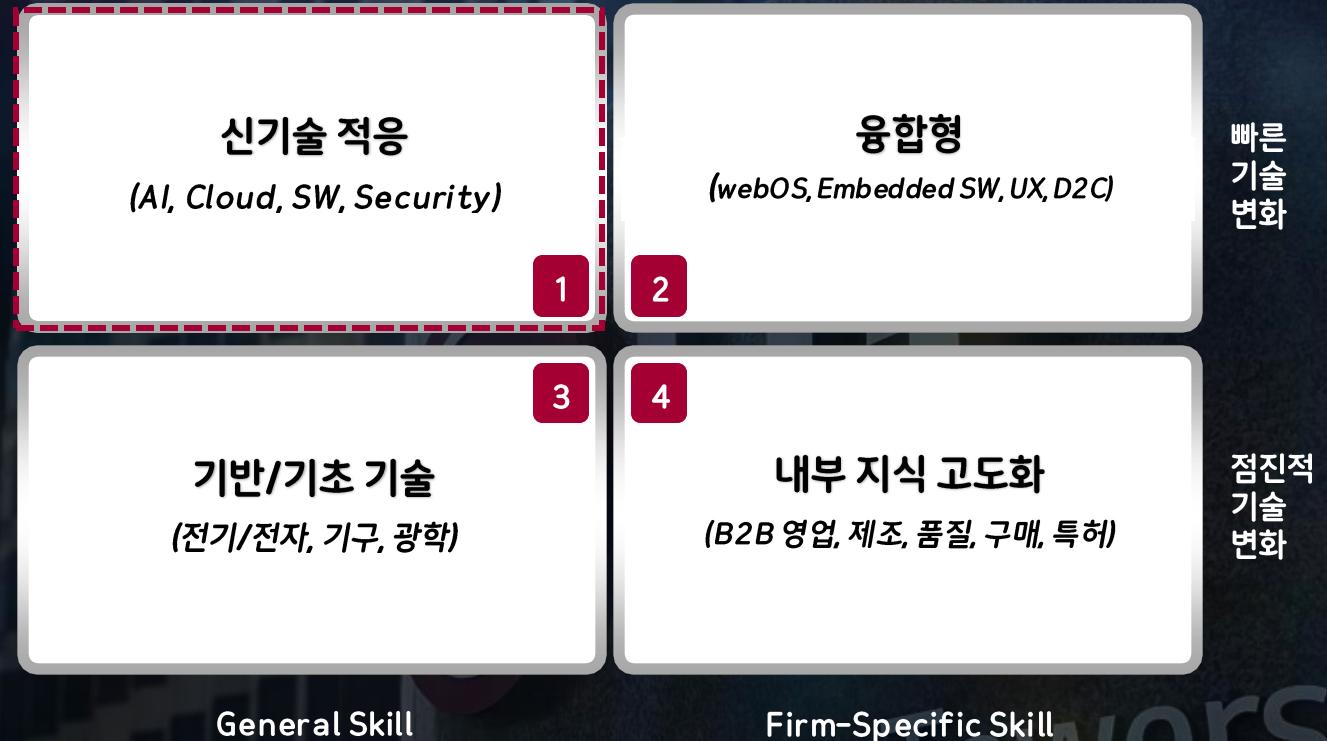 신기술 적응
(AI, Cloud, SW, Security)
1
융합형
(webOS, Embedded SW, UX, D2C)
2
빠른
기술
변화
3
기반/기초 기술
(전기/전자, 기구, 광학)
4
내부 지식 고도화
(B2B 영업, 제조, 품질, 구매, 특허)
점진적
기술
변화
General Skill
Firm-Specific Skill